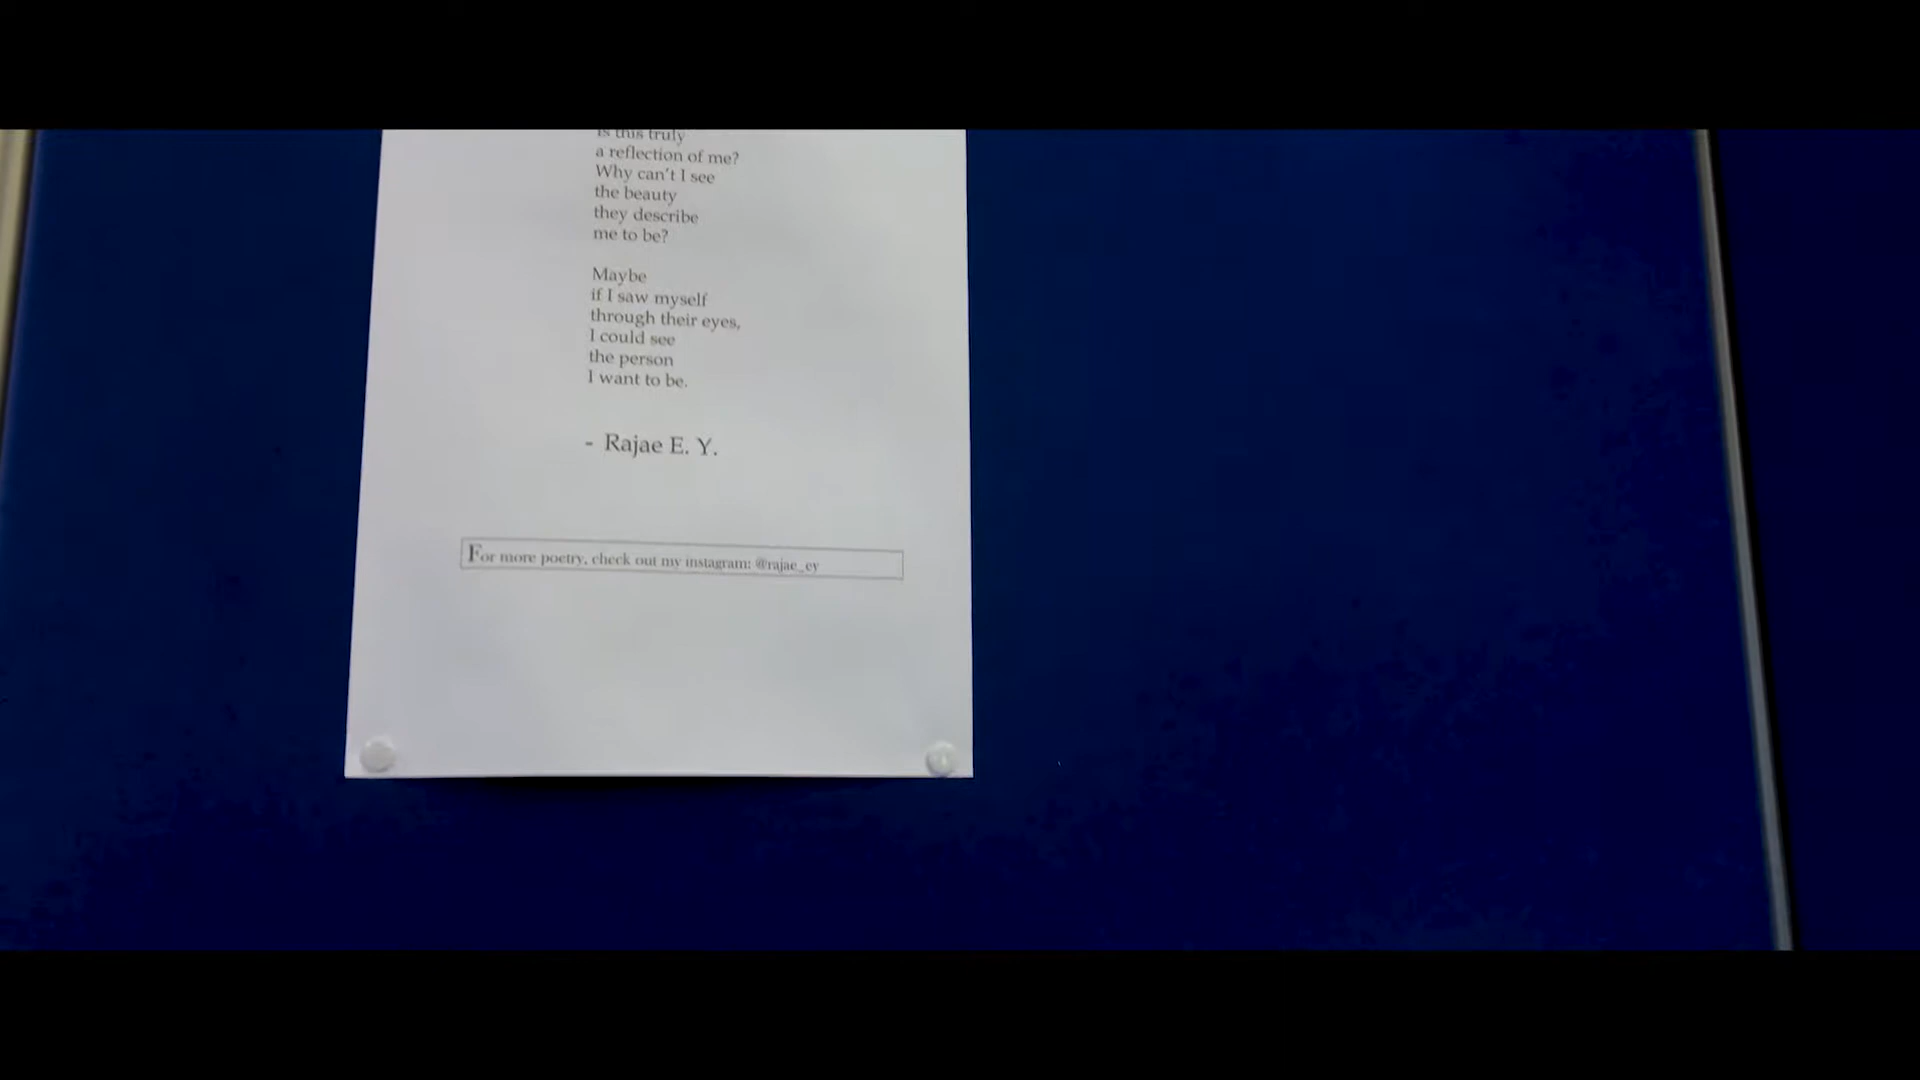 is this truly
a reflection of me?
Why can't I see
the beauty
they describe
me to be?
Maybe
if I saw myself
through their eyes,
I could see
the person
I want to be.
- Rajae E. Y.
For more poetry, check out my instagram: @rajae_ey